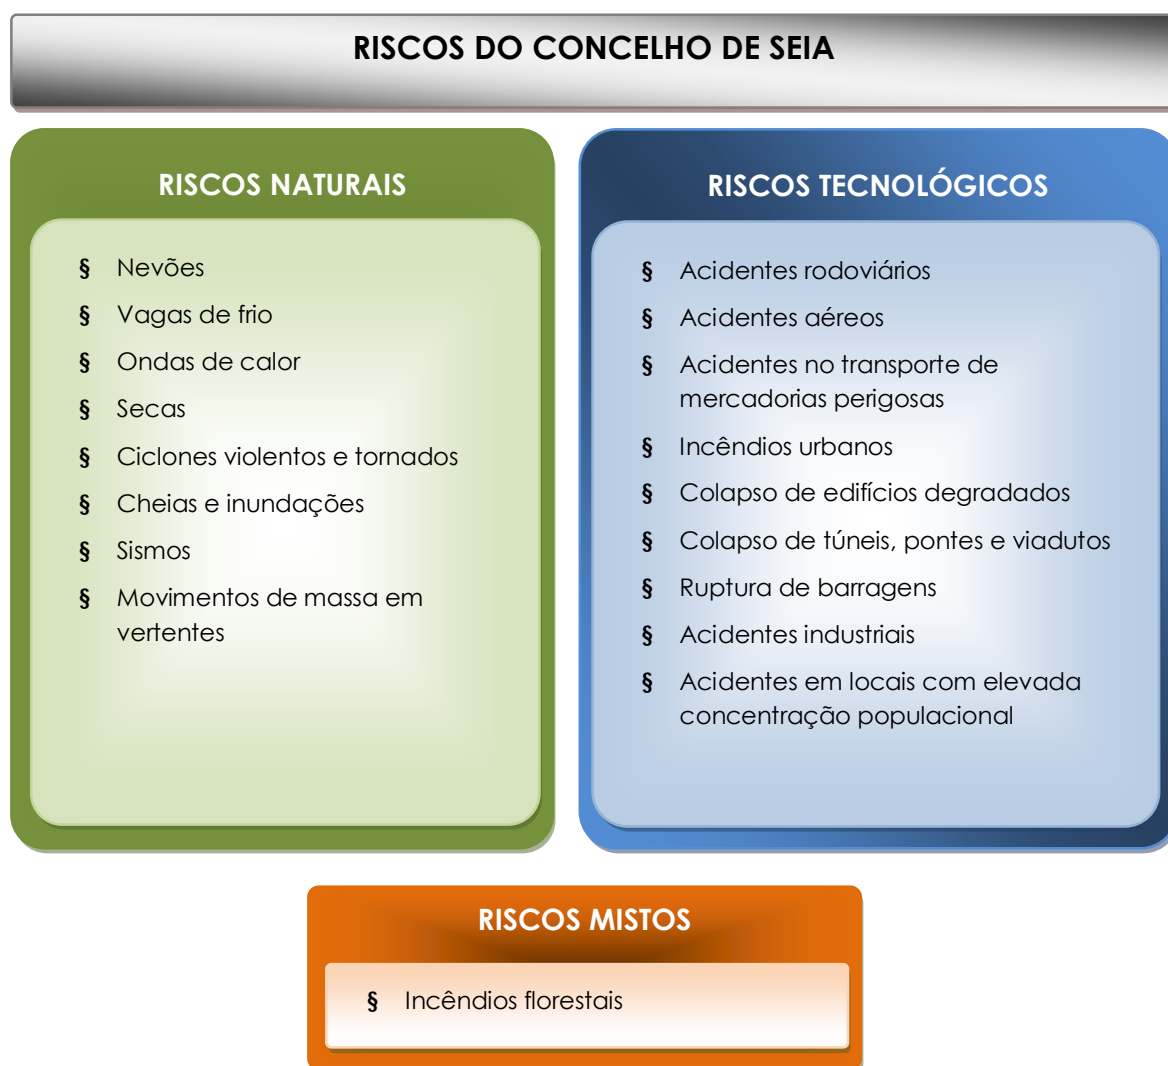 RISCOS DO CONCELHO DE SEIA
RISCOS NATURAIS
§ Nevões
§ Vagas de frio
§ Ondas de calor
§ Secas
§ Ciclones violentos e tornados
§ Cheias e inundações
§ Sismos
§ Movimentos de massa em
vertentes
RISCOS TECNOLÓGICOS
§ Acidentes rodoviários
§ Acidentes aéreos
§ Acidentes no transporte de
mercadorias perigosas
§ Incêndios urbanos
§ Colapso de edifícios degradados
§ Colapso de túneis, pontes e viadutos
§ Ruptura de barragens
§ Acidentes industriais
§ Acidentes em locais com elevada
concentração populacional
RISCOS MISTOS
§ Incêndios florestais